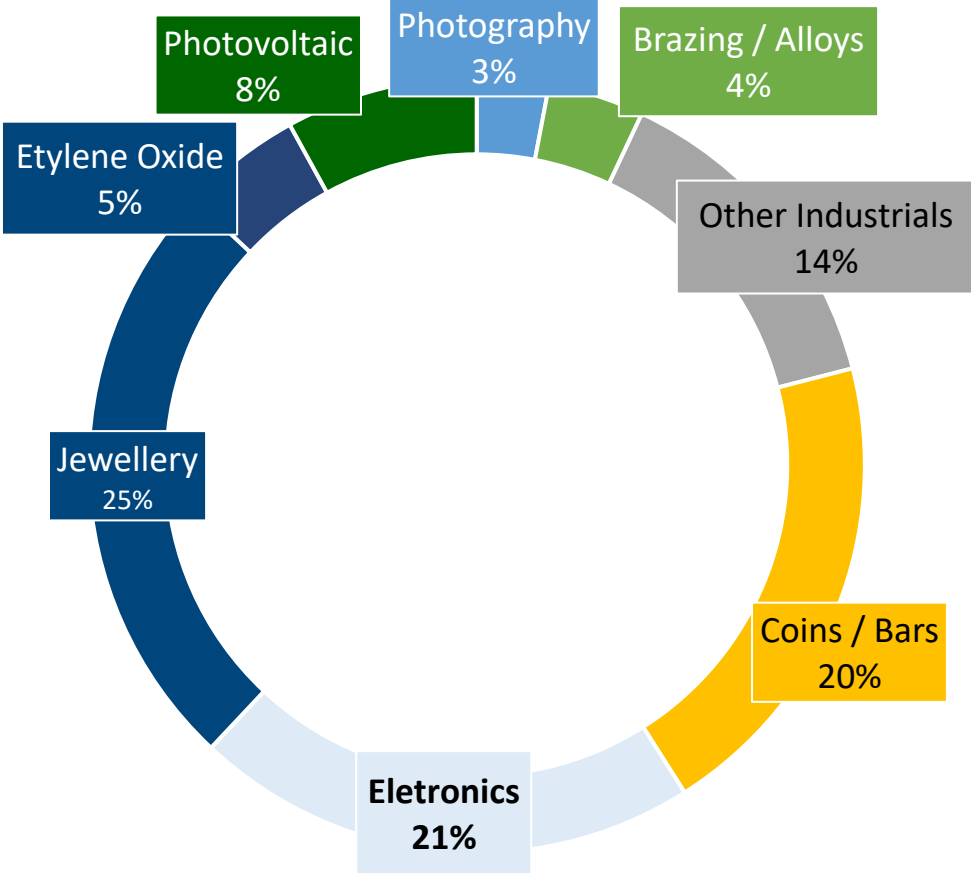 Photovoltaic
8%
Photography
3%
Brazing / Alloys
4%
Etylene Oxide
5%
Other Industrials
14%
Jewellery
25%
Coins / Bars
20%
Eletronics
21%